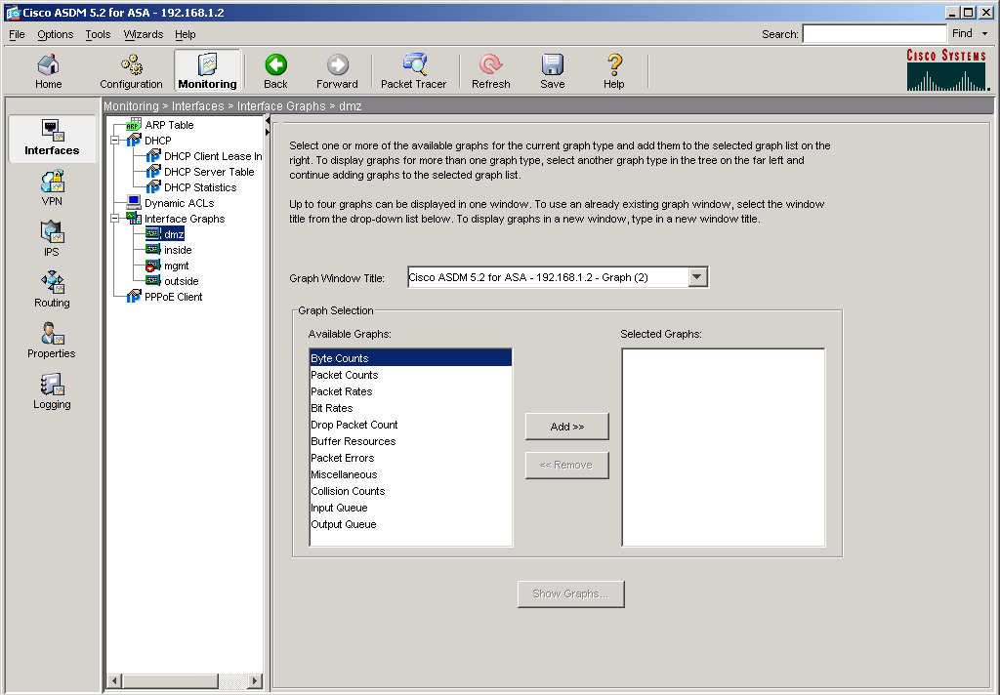 Cisco ASDM 5.2 for ASA - 192.168.1.2
File Options Tools Wizards Help
Search:
Find
Home
Configuration
Monitoring
Back
Forward
Packet Tracer
Refresh
Save
Help
CISCO SYSTEMS
Monitoring > Interfaces > Interface Graphs > dmz
Interfaces
VPN
IPS
Routing
Properties
Logging
ARP Table
DHCP
DHCP Client Lease In
DHCP Server Table
DHCP Statistics
Dynamic ACLs
Interface Graphs
dmz
inside
mgmt
outside
PPPoE Client
Select one or more of the available graphs for the current graph type and add them to the selected graph list on the
right. To display graphs for more than one graph type, select another graph type in the tree on the far left and
continue adding graphs to the selected graph list.
Up to four graphs can be displayed in one window. To use an already existing graph window, select the window
title from the drop-down list below. To display graphs in a new window, type in a new window title.
Graph Window Title:
Cisco ASDM 5.2 for ASA - 192.168.1.2 - Graph (2)
Graph Selection
Available Graphs:
Byte Counts
Packet Counts
Packet Rates
Bit Rates
Drop Packet Count
Buffer Resources
Packet Errors
Miscellaneous
Collision Counts
Input Queue
Output Queue
Add >>
<< Remove
Selected Graphs:
Show Graphs...